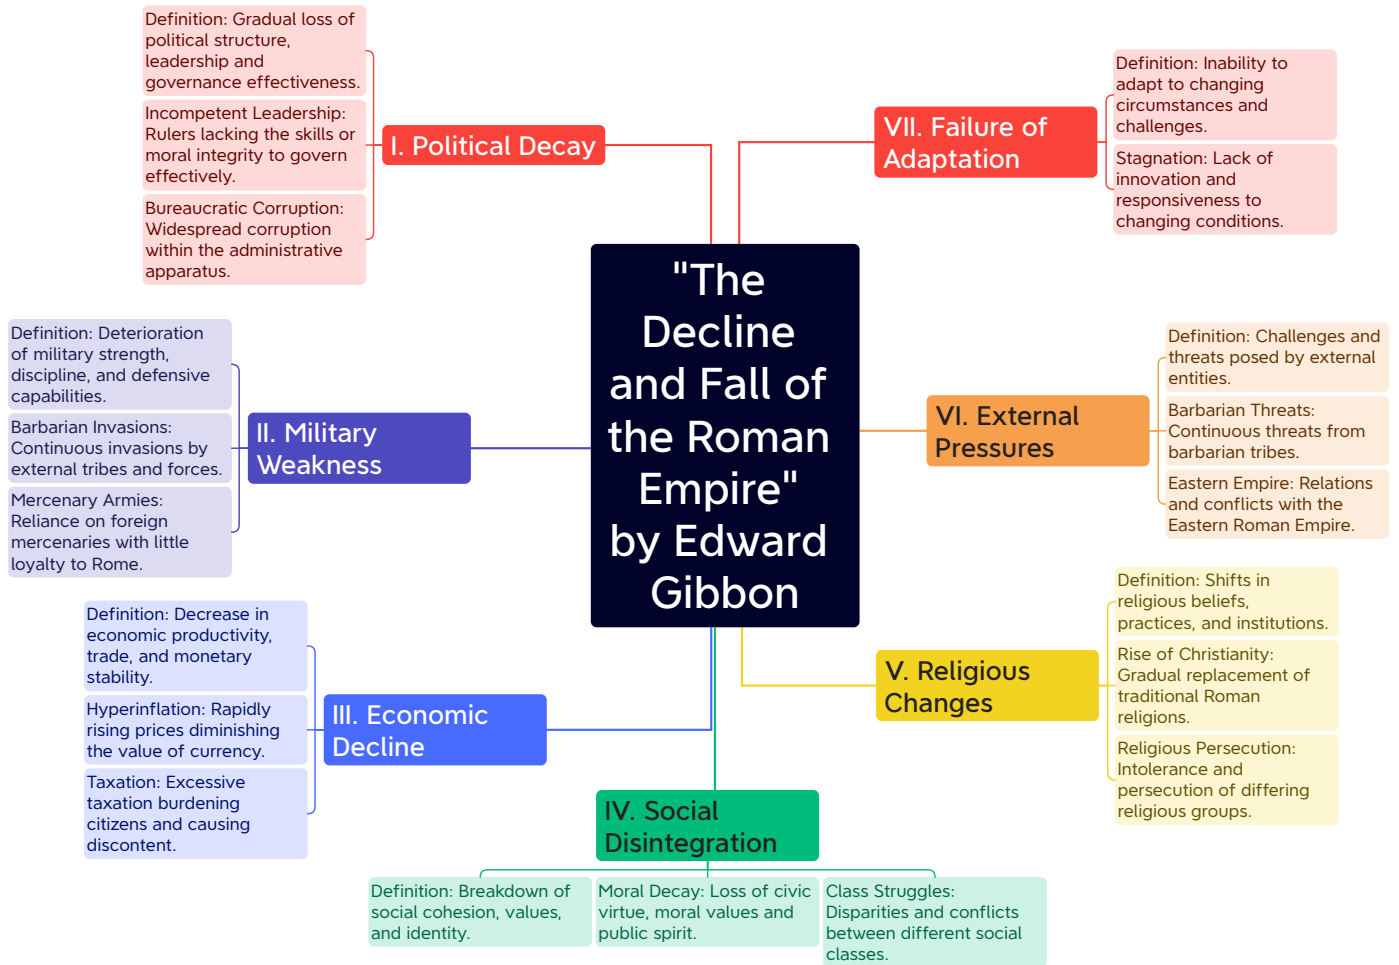 "The
Decline
and Fall of
the Roman
Empire"
by Edward
Gibbon
I. Political Decay
Definition: Gradual loss of
political structure,
leadership and
governance effectiveness.
Incompetent Leadership:
Rulers lacking the skills or
moral integrity to govern
effectively.
Bureaucratic Corruption:
Widespread corruption
within the administrative
apparatus.
II. Military
Weakness
Definition: Deterioration
of military strength,
discipline, and defensive
capabilities.
Barbarian Invasions:
Continuous invasions by
external tribes and forces.
Mercenary Armies:
Reliance on foreign
mercenaries with little
loyalty to Rome.
III. Economic
Decline
Definition: Decrease in
economic productivity,
trade, and monetary
stability.
Hyperinflation: Rapidly
rising prices diminishing
the value of currency.
Taxation: Excessive
taxation burdening
citizens and causing
discontent.
IV. Social
Disintegration
Definition: Breakdown of
social cohesion, values,
and identity.
Moral Decay: Loss of civic
virtue, moral values and
public spirit.
Class Struggles:
Disparities and conflicts
between different social
classes.
V. Religious
Changes
Definition: Shifts in
religious beliefs,
practices, and institutions.
Rise of Christianity:
Gradual replacement of
traditional Roman
religions.
Religious Persecution:
Intolerance and
persecution of differing
religious groups.
VI. External
Pressures
Definition: Challenges and
threats posed by external
entities.
Barbarian Threats:
Continuous threats from
barbarian tribes.
Eastern Empire: Relations
and conflicts with the
Eastern Roman Empire.
VII. Failure of
Adaptation
Definition: Inability to
adapt to changing
circumstances and
challenges.
Stagnation: Lack of
innovation and
responsiveness to
changing conditions.